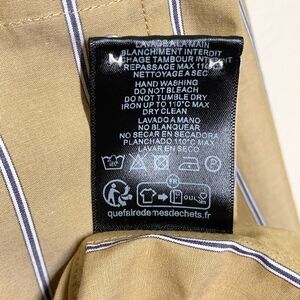 LAVAGE A LA MAIN
BLANCHIMENT INTERDIT
CHAGE TAMBOUR INTERDIT
REPASSAGE MAX 110°C
NETTOYAGE A SEC
HAND WASHING
DO NOT BLEACH
DO NOT TUMBLE DRY
IRON UP TO 110°C MAX
DRY CLEAN
LAVADO A MANO
NO BLANQUEAR
NO SECAR EN SECADORA
PLANCHADO 110°C MAX
LAVAR EN SECO
FR
quefairedemesdechets.fr